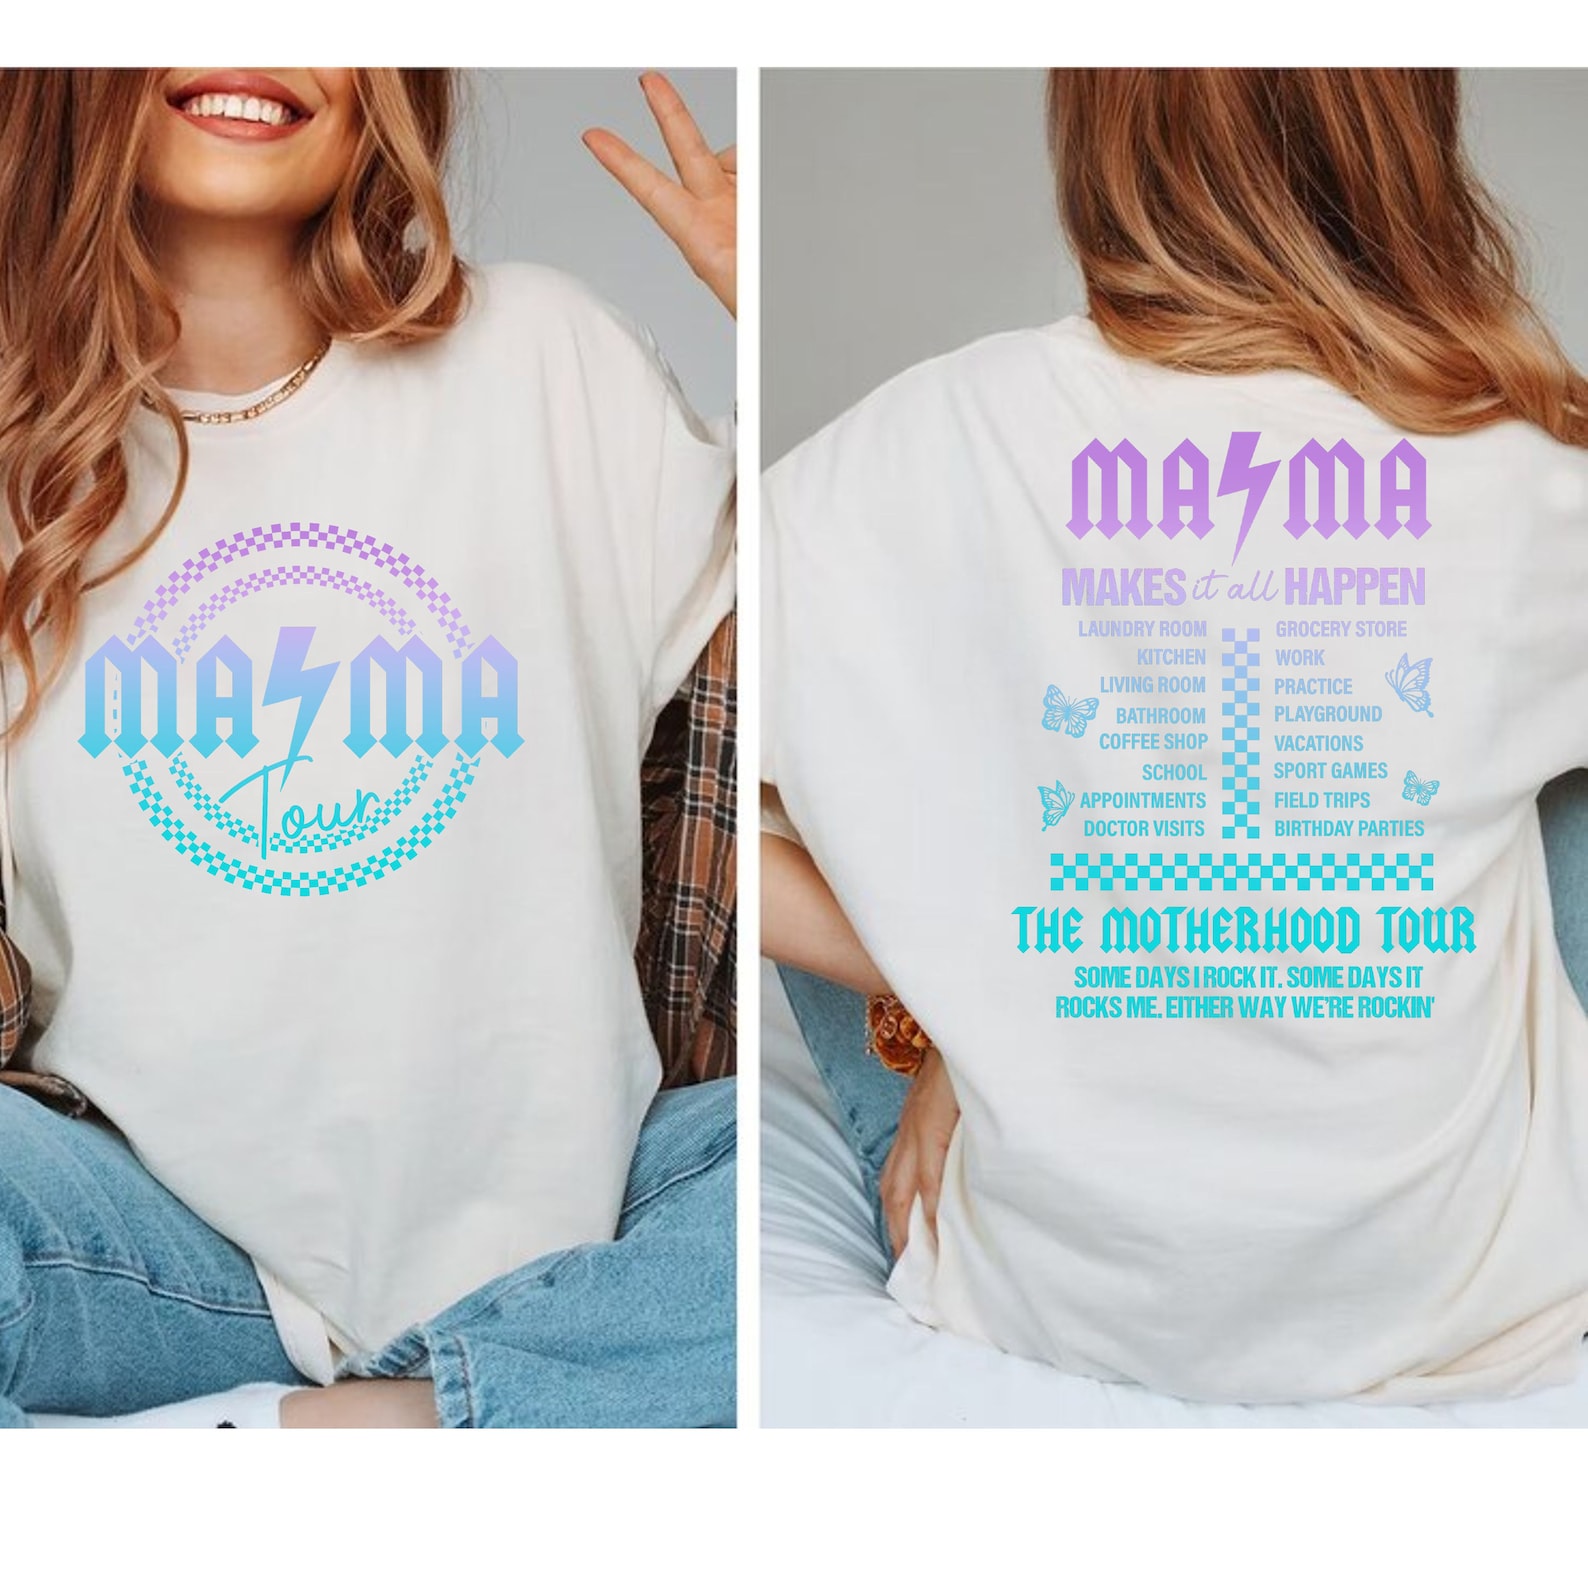 MAMA
Tour
MAMA
MAKES it all HAPPEN
LAUNDRY ROOM
KITCHEN
LIVING ROOM
BATHROOM
COFFEE SHOP
SCHOOL
APPOINTMENTS
DOCTOR VISITS
GROCERY STORE
WORK
PRACTICE
PLAYGROUND
VACATIONS
SPORT GAMES
FIELD TRIPS
BIRTHDAY PARTIES
THE MOTHERHOOD TOUR
SOME DAYS I ROCK IT. SOME DAYS IT
ROCKS ME. EITHER WAY WE'RE ROCKIN'